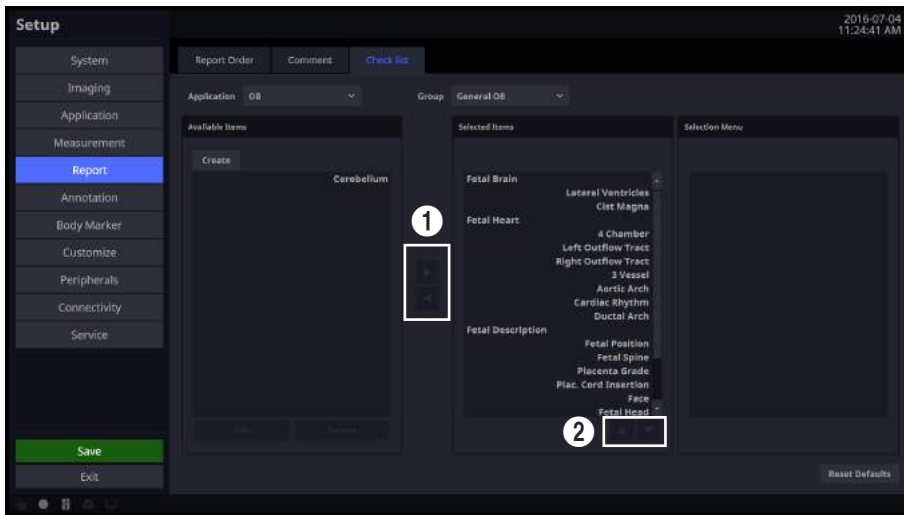 Setup
2016-07-04
11:24:41 AM
System
Imaging
Application
Measurement
Report
Annotation
Body Marker
Customize
Peripherals
Connectivity
Service
Save
Exit
Report Order
Comment
Check list
Application OB
Group General OB
Available Items
Create
Cerebellum
1
Selected Items
Fetal Brain
Lateral Ventricles
Cist Magna
Fetal Heart
4 Chamber
Left Outflow Tract
Right Outflow Tract
3 Vessel
Aortic Arch
Cardiac Rhythm
Ductal Arch
Fetal Description
Fetal Position
Fetal Spine
Placenta Grade
Plac. Cord Insertion
Face
Fetal Head
2
Selection Menu
Reset Defaults